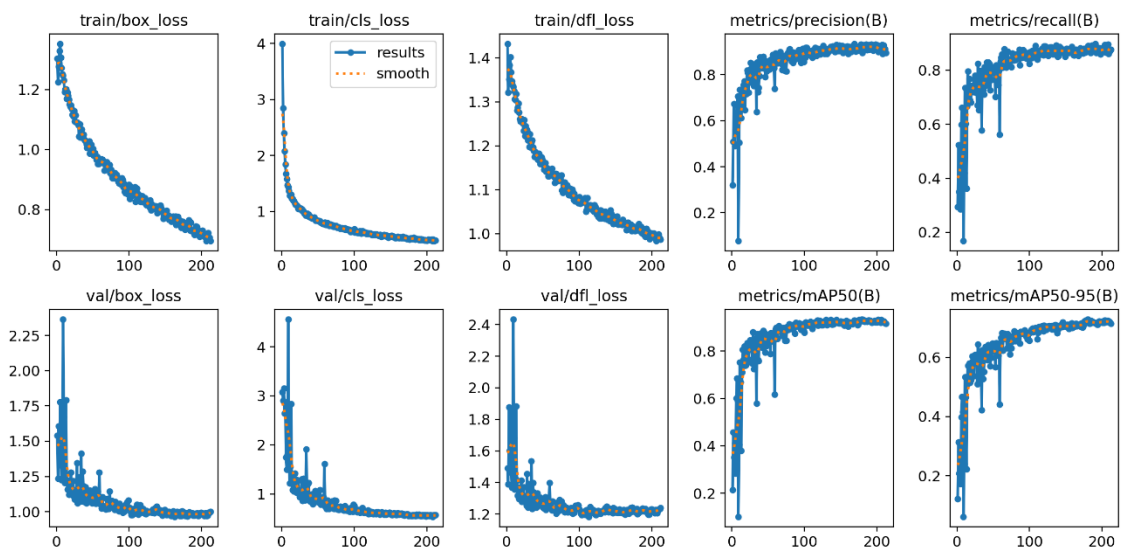 train/box_loss
train/cls_loss
train/dfl_loss
metrics/precision(B)
metrics/recall(B)
1.2
1.0
0.8
0 100 200
4
3
2
1
results
smooth
0 100 200
1.4
1.3
1.2
1.1
1.0
0 100 200
0.8
0.6
0.4
0.2
0 100 200
0.8
0.6
0.4
0.2
0 100 200
val/box_loss
val/cls_loss
val/dfl_loss
metrics/mAP50(B)
metrics/mAP50-95(B)
2.25
2.00
1.75
1.50
1.25
1.00
0 100 200
4
3
2
1
0 100 200
2.4
2.2
2.0
1.8
1.6
1.4
1.2
0 100 200
0.8
0.6
0.4
0.2
0 100 200
0.6
0.4
0.2
0 100 200